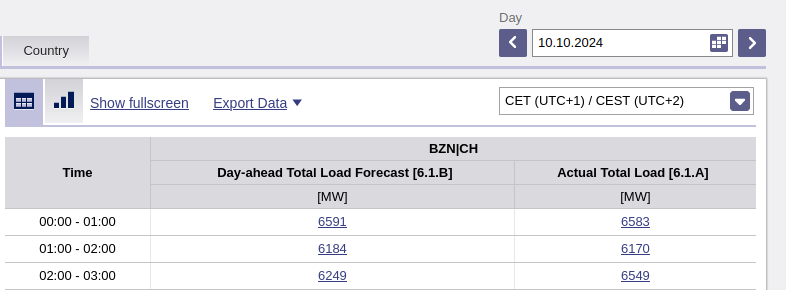 Day
Country
10.10.2024
Show fullscreen Export Data
CET (UTC+1) / CEST (UTC+2)
BZN|CH
Time Day-ahead Total Load Forecast [6.1.B] Actual Total Load [6.1.A]
[MW] [MW]
00:00 - 01:00 6591 6583
01:00 - 02:00 6184 6170
02:00 - 03:00 6249 6549